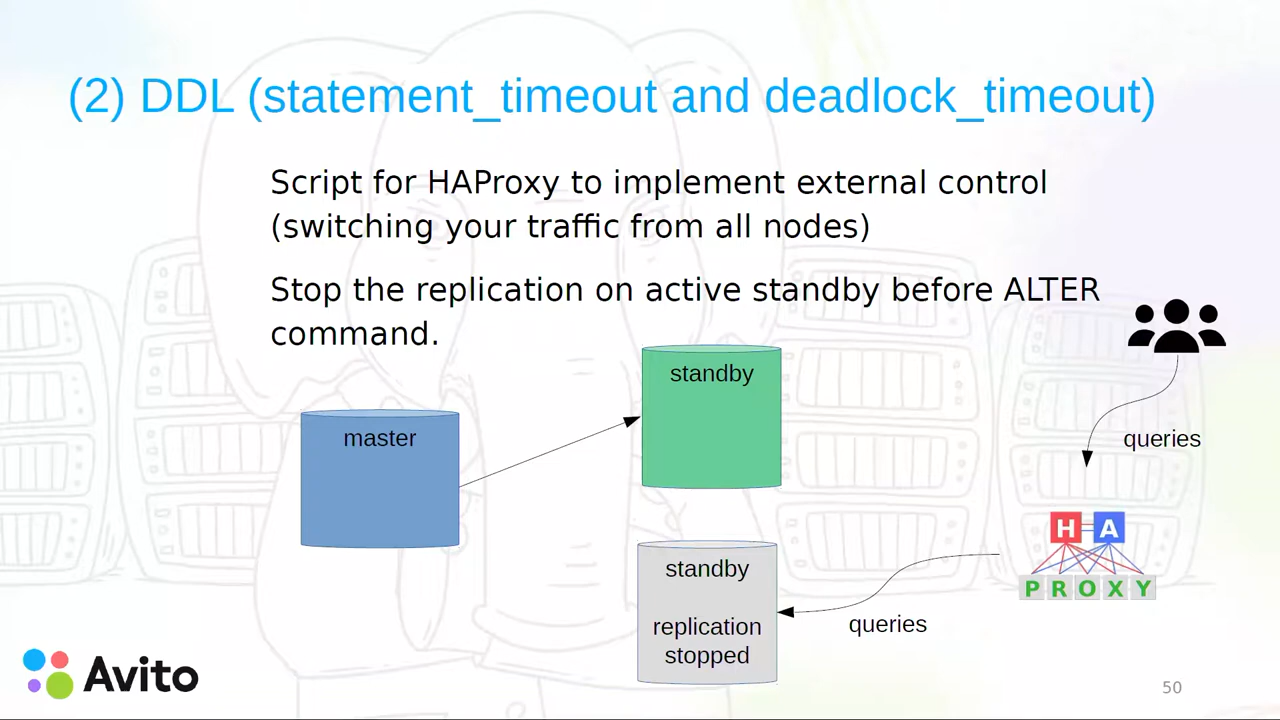 (2) DDL (statement_timeout and deadlock_timeout)
Script for HAProxy to implement external control
(switching your traffic from all nodes)
Stop the replication on active standby before ALTER
command.
standby
master
queries
H A
PROXY
standby
replication
stopped
queries
Avito
50